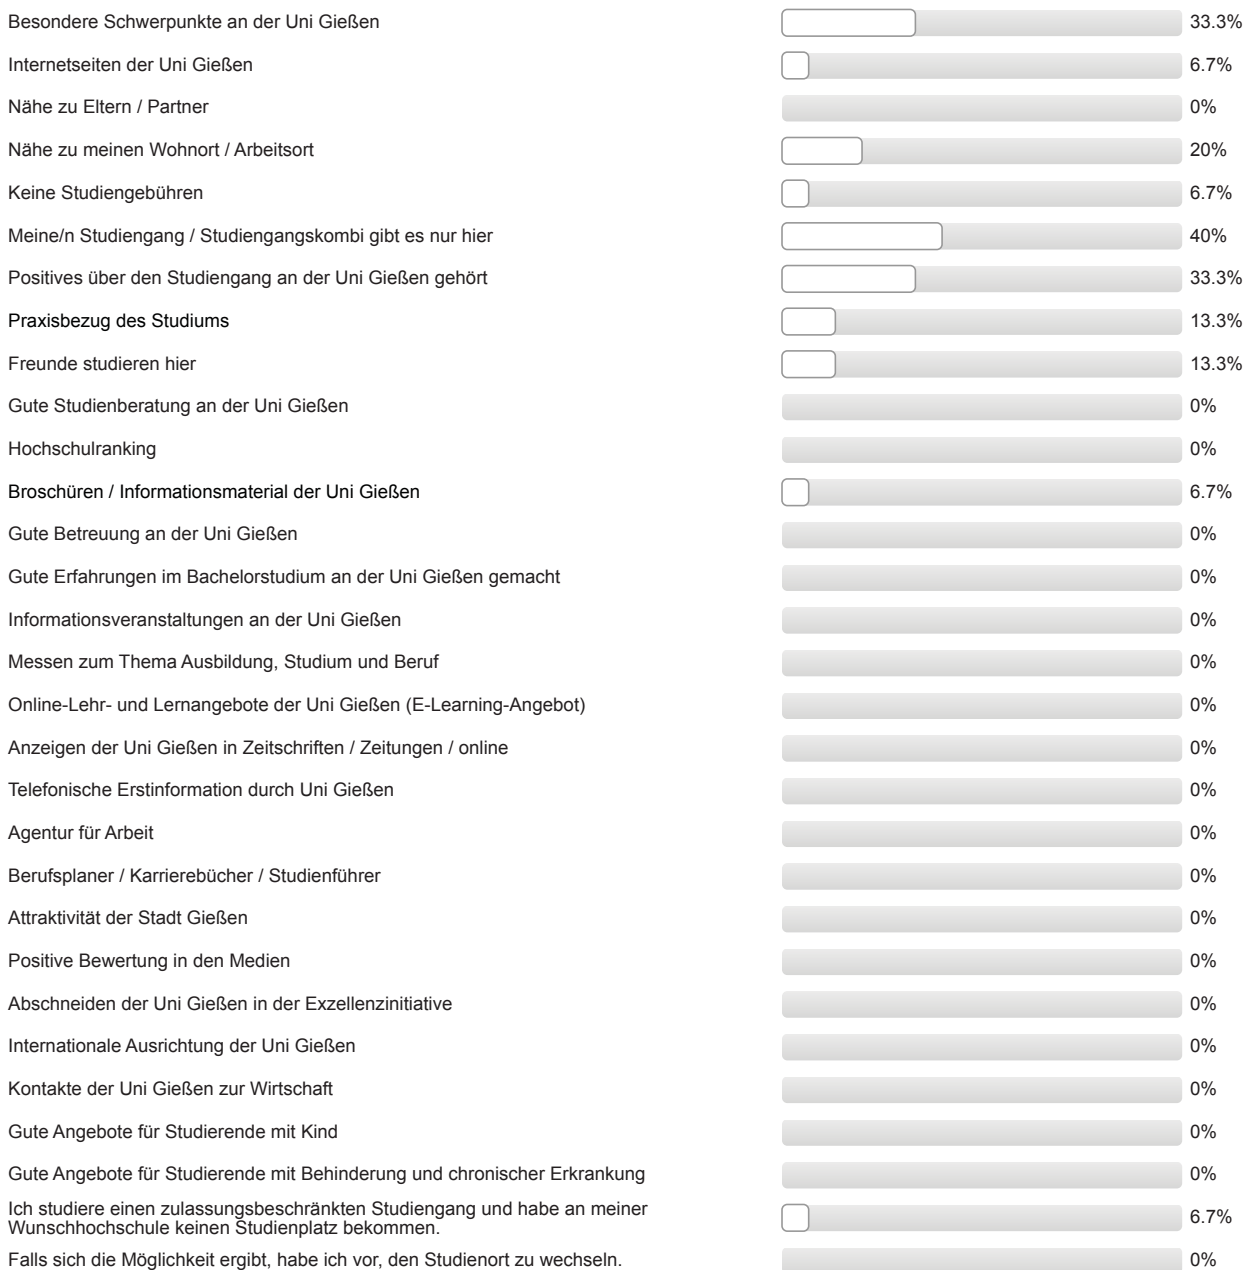 Besondere Schwerpunkte an der Uni Gießen 33.3%
Internetseiten der Uni Gießen 6.7%
Nähe zu Eltern / Partner 0%
Nähe zu meinen Wohnort / Arbeitsort 20%
Keine Studiengebühren 6.7%
Meine/n Studiengang / Studiengangskombi gibt es nur hier 40%
Positives über den Studiengang an der Uni Gießen gehört 33.3%
Praxisbezug des Studiums 13.3%
Freunde studieren hier 13.3%
Gute Studienberatung an der Uni Gießen 0%
Hochschulranking 0%
Broschüren / Informationsmaterial der Uni Gießen 6.7%
Gute Betreuung an der Uni Gießen 0%
Gute Erfahrungen im Bachelorstudium an der Uni Gießen gemacht 0%
Informationsveranstaltungen an der Uni Gießen 0%
Messen zum Thema Ausbildung, Studium und Beruf 0%
Online-Lehr- und Lernangebote der Uni Gießen (E-Learning-Angebot) 0%
Anzeigen der Uni Gießen in Zeitschriften / Zeitungen / online 0%
Telefonische Erstinformation durch Uni Gießen 0%
Agentur für Arbeit 0%
Berufsplaner / Karrierebücher / Studienführer 0%
Attraktivität der Stadt Gießen 0%
Positive Bewertung in den Medien 0%
Abschneiden der Uni Gießen in der Exzellenzinitiative 0%
Internationale Ausrichtung der Uni Gießen 0%
Kontakte der Uni Gießen zur Wirtschaft 0%
Gute Angebote für Studierende mit Kind 0%
Gute Angebote für Studierende mit Behinderung und chronischer Erkrankung 0%
Ich studiere einen zulassungsbeschränkten Studiengang und habe an meiner
Wunschhochschule keinen Studienplatz bekommen. 6.7%
Falls sich die Möglichkeit ergibt, habe ich vor, den Studienort zu wechseln. 0%